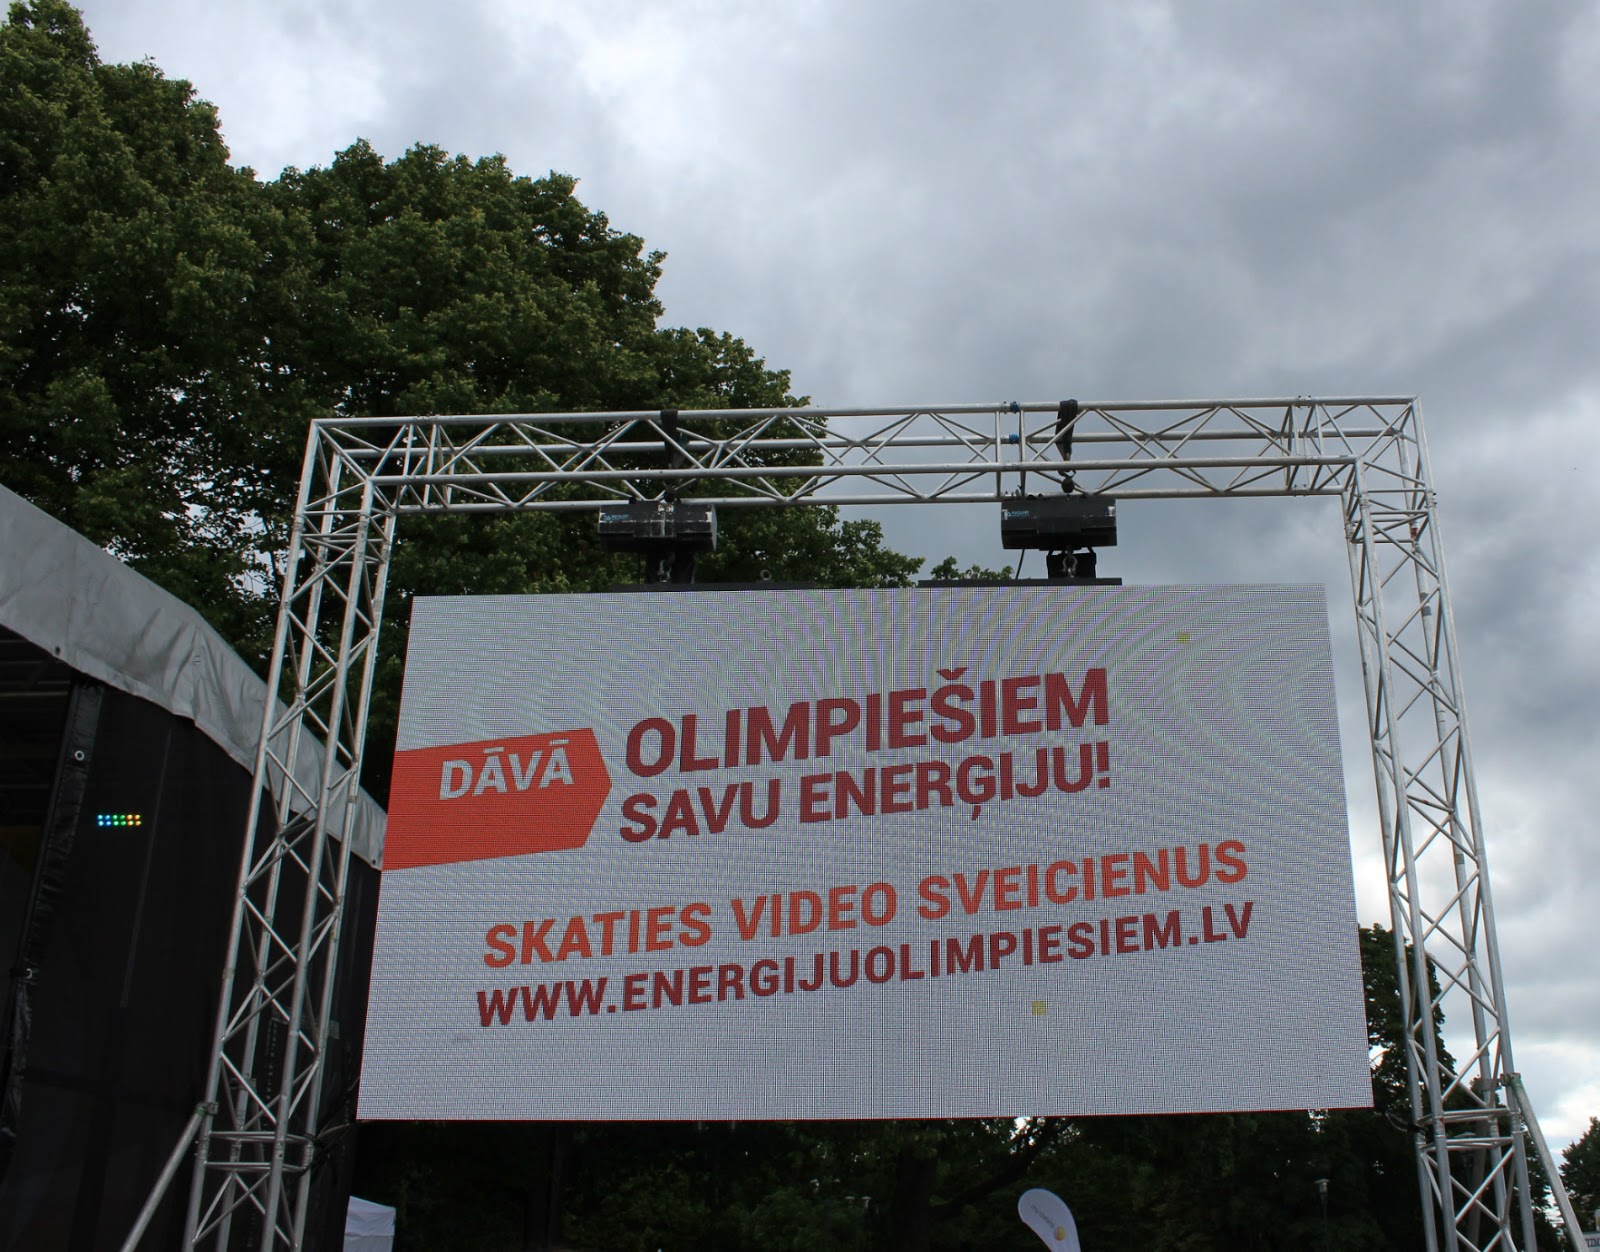 DĀVĀ
OLIMPIEŠIEM
SAVU ENERĢIJU!
SKATIES VIDEO SVEICIENUS
WWW.ENERGIJUOLIMPIESIEM.LV